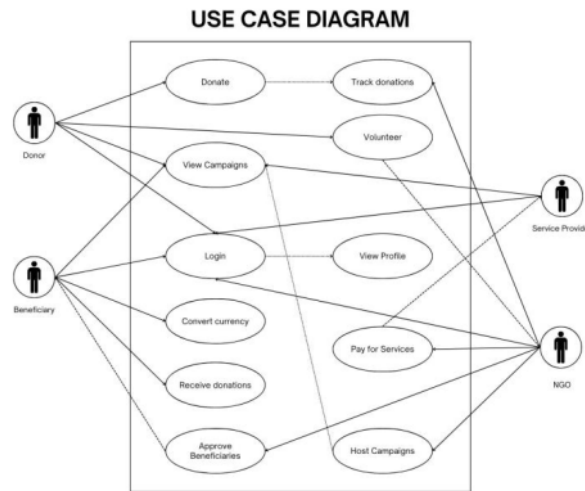 USE CASE DIAGRAM
Donate
Track donations
Donor
Volunteer
View Campaigns
Service Provide
Login
View Profile
Beneficiary
Convert currency
Pay for Services
NGO
Receive donations
Approve
Beneficiaries
Host Campaigns